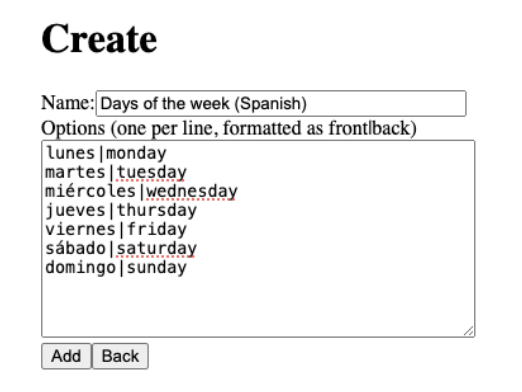 Create
Name: Days of the week (Spanish)
Options (one per line, formatted as front|back)
lunes|monday
martes|tuesday
miércoles|wednesday
jueves|thursday
viernes|friday
sábado|saturday
domingo|sunday
Add Back